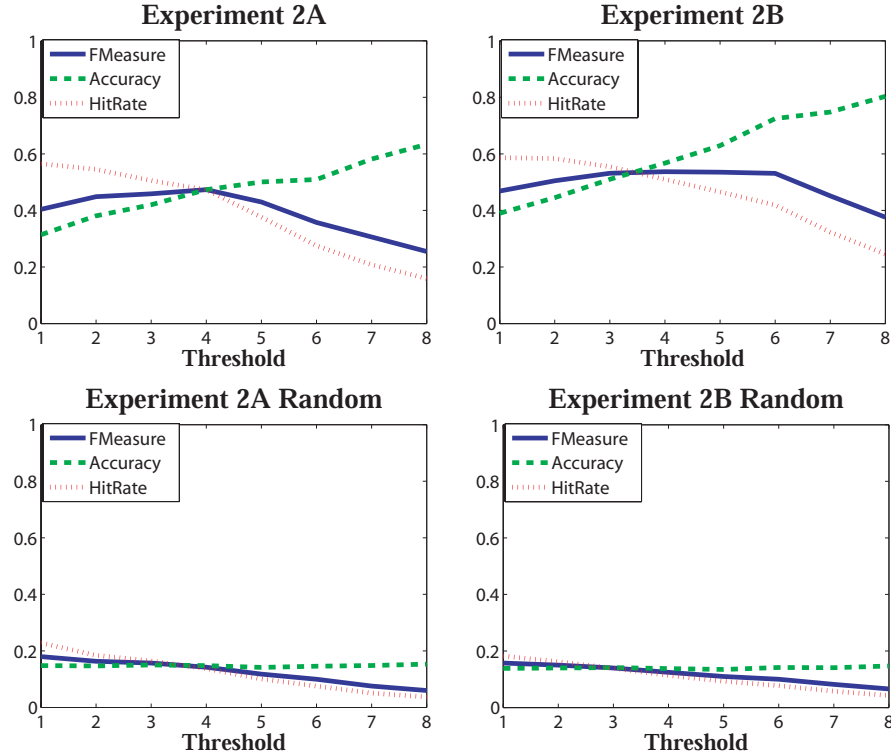 Experiment 2A
1
0.8
0.6
0.4
0.2
0
FMeasure
Accuracy
HitRate
1 2 3 4 5 6 7 8
Threshold
Experiment 2B
1
0.8
0.6
0.4
0.2
0
FMeasure
Accuracy
HitRate
1 2 3 4 5 6 7 8
Threshold
Experiment 2A Random
1
0.8
0.6
0.4
0.2
0
FMeasure
Accuracy
HitRate
1 2 3 4 5 6 7 8
Threshold
Experiment 2B Random
1
0.8
0.6
0.4
0.2
0
FMeasure
Accuracy
HitRate
1 2 3 4 5 6 7 8
Threshold